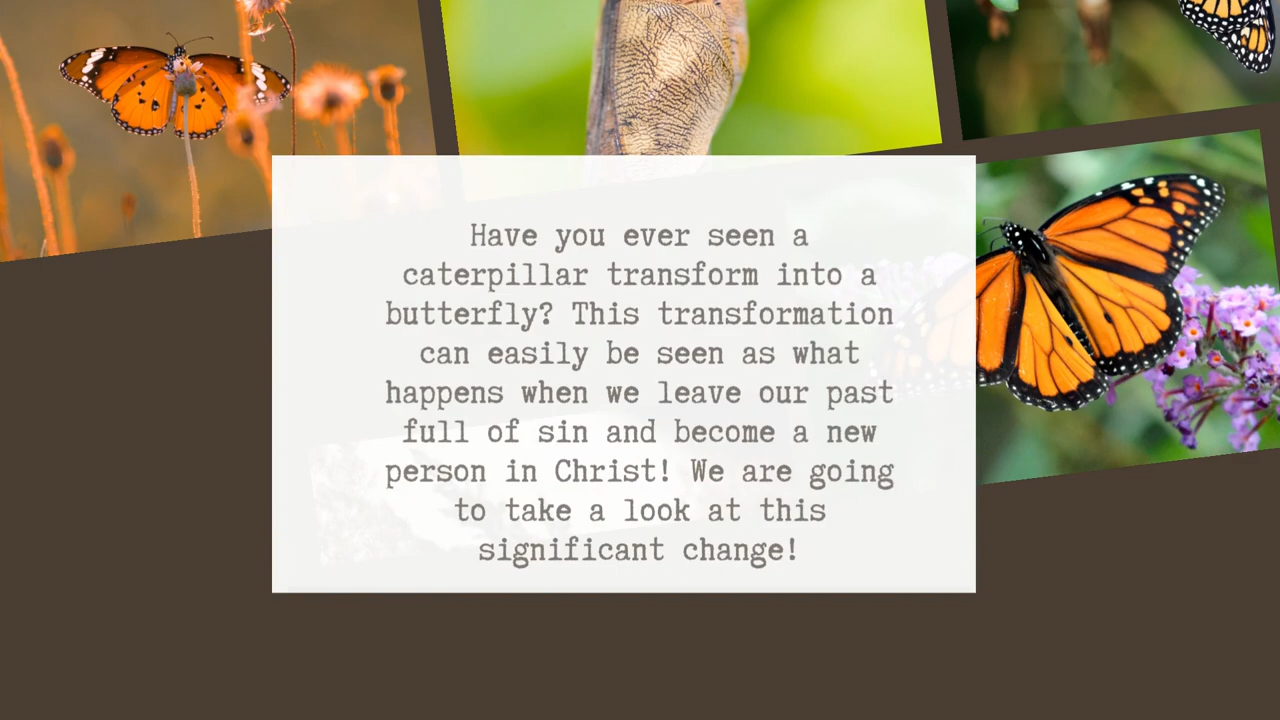 Have you ever seen a
caterpillar transform into a
butterfly? This transformation
can easily be seen as what
happens when we leave our past
full of sin and become a new
person in Christ! We are going
to take a look at this
significant change!